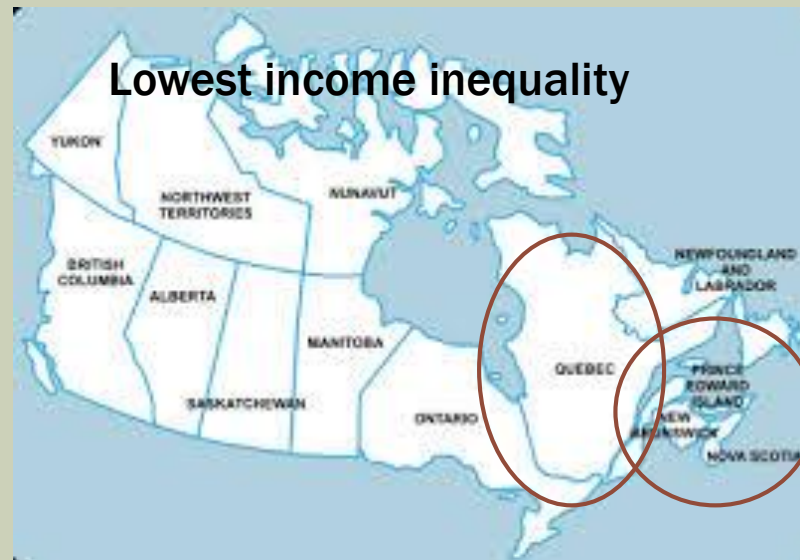 Lowest income inequality
YUKON
NORTHWEST
TERRITORIES
NUNAVUT
BRITISH
COLUMBIA
ALBERTA
NEWFOUNDLAND
AND
LABRADOR
MANITOBA
QUEBEC
PRINCE
EDWARD
ISLAND
SASKATCHEWAN
ONTARIO
NEW
BRUNSWICK
NOVA SCOTIA